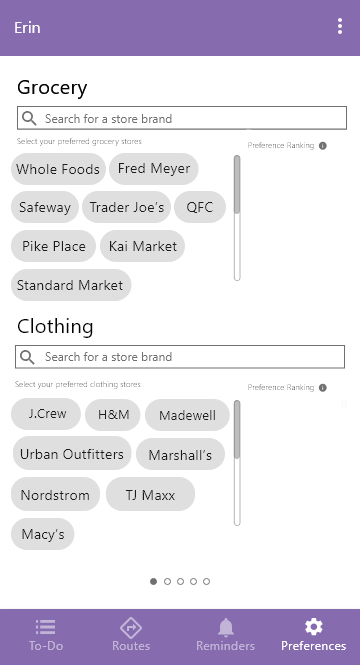 Erin
Grocery
Search for a store brand
Select your preferred grocery stores
Preference Ranking
Whole Foods Fred Meyer
Safeway Trader Joe's QFC
Pike Place Kai Market
Standard Market
Clothing
Search for a store brand
Select your preferred clothing stores
Preference Ranking
J.Crew H&M Madewell
Urban Outfitters Marshall's
Nordstrom TJ Maxx
Macy's
To-Do Routes Reminders Preferences